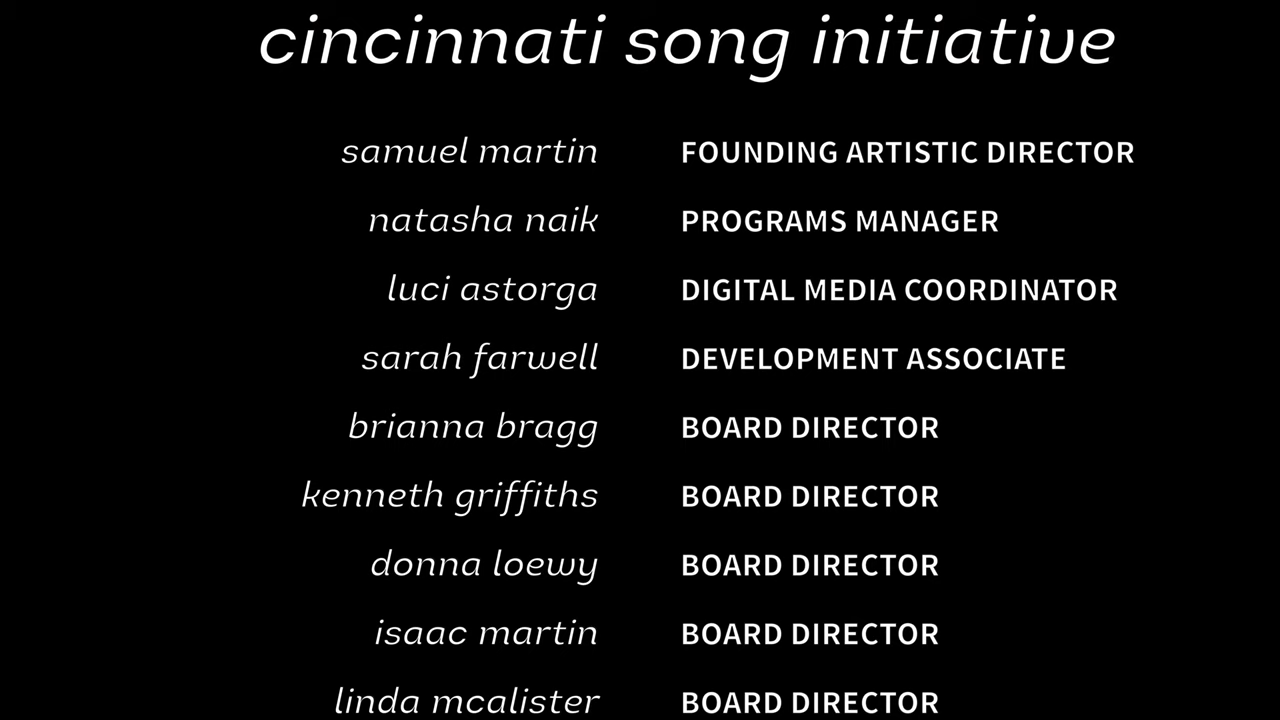 cincinnati song initiative
samuel martin FOUNDING ARTISTIC DIRECTOR
natasha naik PROGRAMS MANAGER
luci astorga DIGITAL MEDIA COORDINATOR
sarah farwell DEVELOPMENT ASSOCIATE
brianna bragg BOARD DIRECTOR
kenneth griffiths BOARD DIRECTOR
donna loewy BOARD DIRECTOR
isaac martin BOARD DIRECTOR
linda mcalister BOARD DIRECTOR